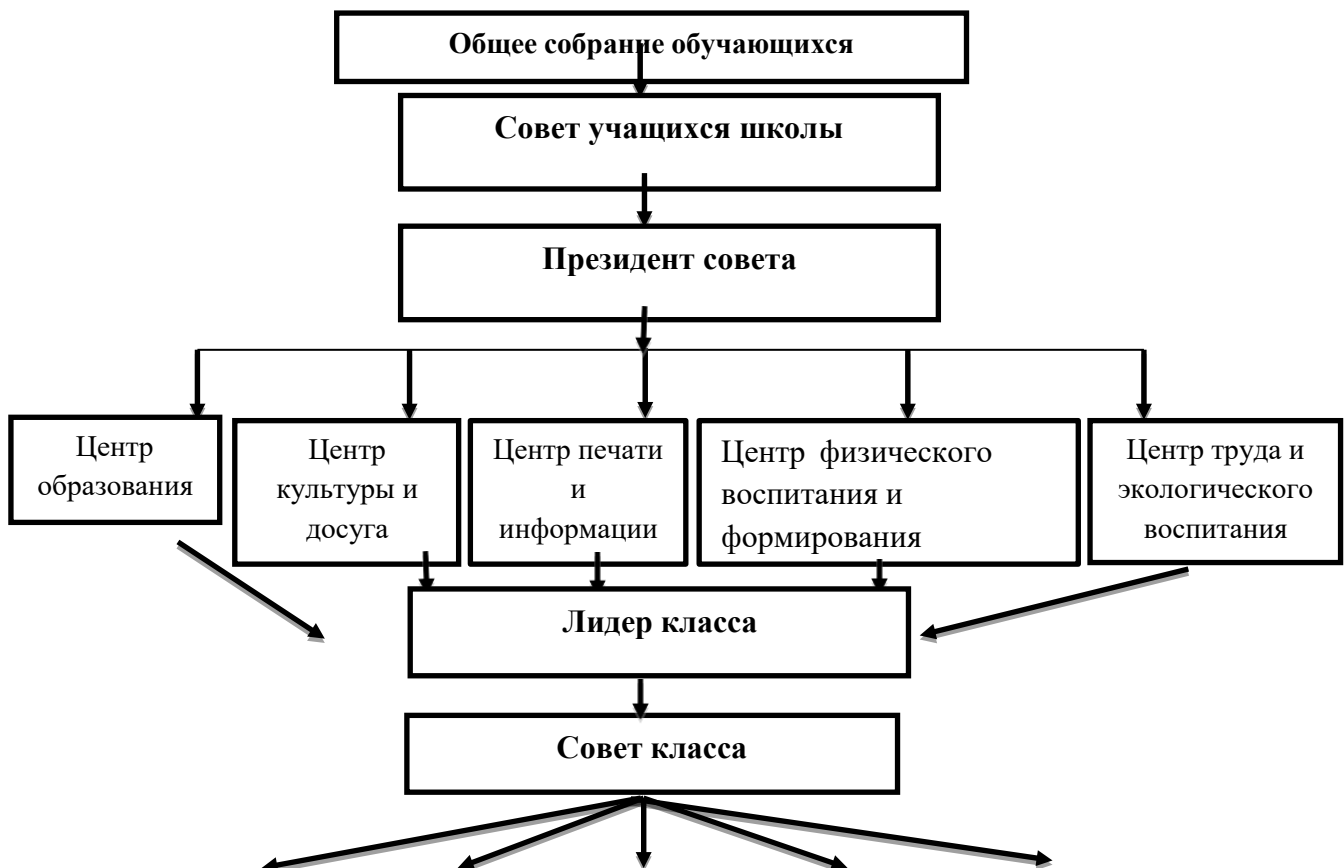 Общее собрание обучающихся
Совет учащихся школы
Президент совета
Центр
образования
Центр
культуры и
досуга
Центр печати
и
информации
Центр физического
воспитания и
формирования
Центр труда и
экологического
воспитания
Лидер класса
Совет класса